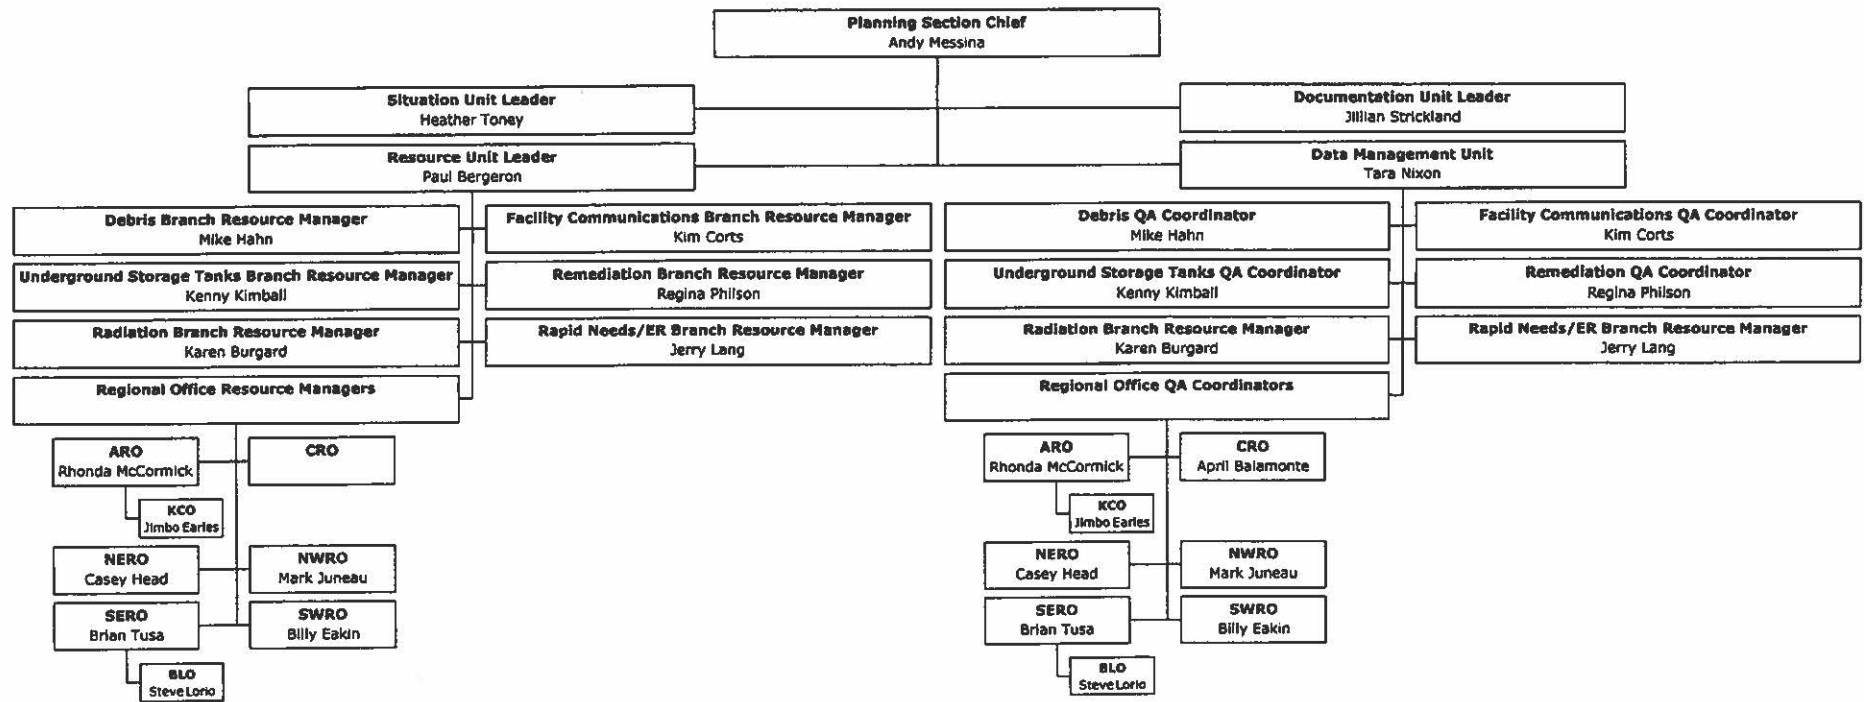 Planning Section Chief
Andy Messina
Situation Unit Leader
Heather Toney
Documentation Unit Leader
Jillian Strickland
Resource Unit Leader
Paul Bergeron
Data Management Unit
Tara Nixon
Debris Branch Resource Manager
Mike Hahn
Facility Communications Branch Resource Manager
Kim Corts
Underground Storage Tanks Branch Resource Manager
Kenny Kimball
Remediation Branch Resource Manager
Regina Philson
Radiation Branch Resource Manager
Karen Burgard
Rapid Needs/ER Branch Resource Manager
Jerry Lang
Regional Office Resource Managers
ARO
Rhonda McCormick
CRO
KCO
Jimbo Earles
NERO
Casey Head
NWRO
Mark Juneau
SERO
Brian Tusa
SWRO
Billy Eakin
BLO
Steve Lorio
Debris QA Coordinator
Mike Hahn
Facility Communications QA Coordinator
Kim Corts
Underground Storage Tanks QA Coordinator
Kenny Kimball
Remediation QA Coordinator
Regina Philson
Radiation Branch Resource Manager
Karen Burgard
Rapid Needs/ER Branch Resource Manager
Jerry Lang
Regional Office QA Coordinators
ARO
Rhonda McCormick
CRO
April Balamonte
KCO
Jimbo Earles
NERO
Casey Head
NWRO
Mark Juneau
SERO
Brian Tusa
SWRO
Billy Eakin
BLO
Steve Lorio